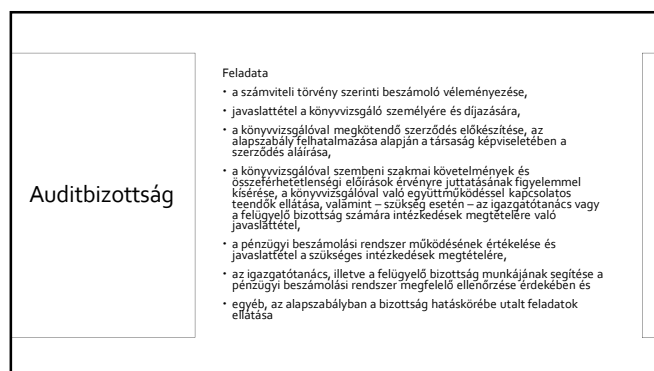 Auditbizottság
Feladata
• a számviteli törvény szerinti beszámoló véleményezése,
• javaslattétel a könyvvizsgáló személyére és díjazására,
• a könyvvizsgálóval megkötendő szerződés előkészítése, az
alapszabály felhatalmazása alapján a társaság képviseletében a
szerződés aláírása,
• a könyvvizsgálóval szembeni szakmai követelmények és
összeférhetetlenségi előírások érvényre juttatásának figyelemmel
kísérése, a könyvvizsgálóval való együttműködéssel kapcsolatos
teendők ellátása, valamint – szükség esetén – az igazgatótanács vagy
a felügyelő bizottság számára intézkedések megtételére való
javaslattétel,
• a pénzügyi beszámolási rendszer működésének értékelése és
javaslattétel a szükséges intézkedések megtételére,
• az igazgatótanács, illetve a felügyelő bizottság munkájának segítése a
pénzügyi beszámolási rendszer megfelelő ellenőrzése érdekében és
• egyéb, az alapszabályban a bizottság hatáskörébe utalt feladatok
ellátása